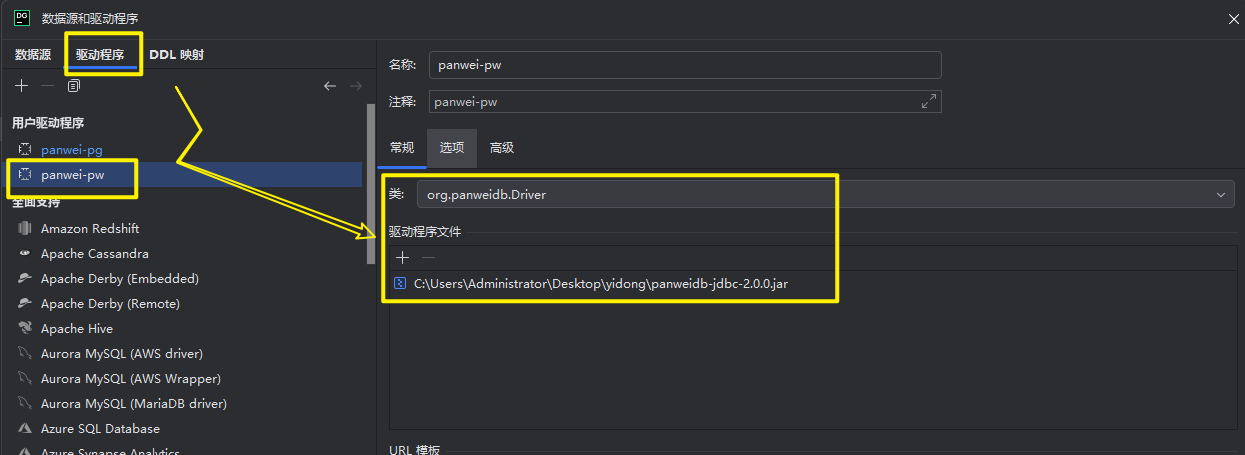 DG
数据源和驱动程序
数据源 驱动程序 DDL 映射
用户驱动程序
panwei-pg
panwei-pw
全面支持
Amazon Redshift
Apache Cassandra
Apache Derby (Embedded)
Apache Derby (Remote)
Apache Hive
Aurora MySQL (AWS driver)
Aurora MySQL (AWS Wrapper)
Aurora MySQL (MariaDB driver)
Azure SQL Database
Azure Synapse Analytics
名称: panwei-pw
注释: panwei-pw
常规 选项 高级
类: org.panweidb.Driver
驱动程序文件
C:\Users\Administrator\Desktop\yidong\panweidb-jdbc-2.0.0.jar
URL 模板